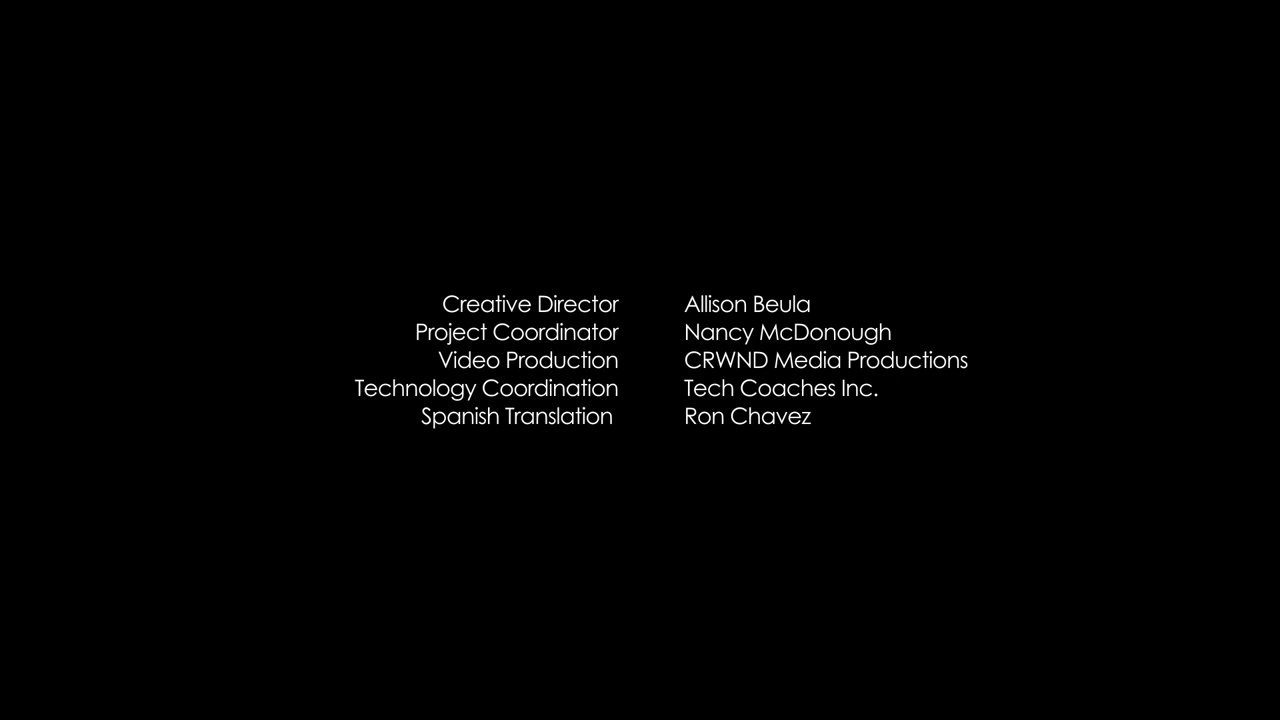 Creative Director Allison Beula
Project Coordinator Nancy McDonough
Video Production CRWND Media Productions
Technology Coordination Tech Coaches Inc.
Spanish Translation Ron Chavez